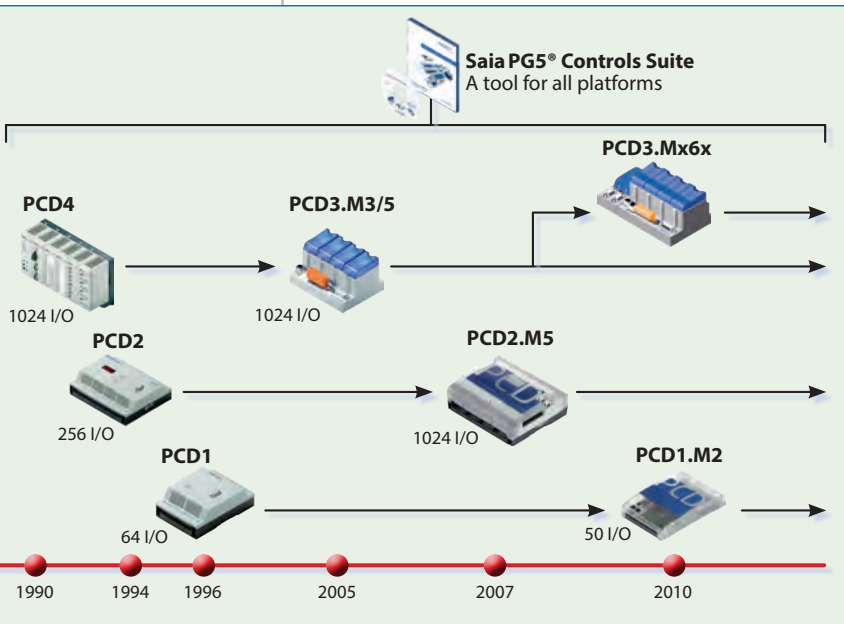 Saia PG5® Controls Suite
A tool for all platforms
PCD3.Mx6x
PCD4
PCD3.M3/5
1024 I/O
1024 I/O
PCD2
PCD2.M5
256 I/O
1024 I/O
PCD1
PCD1.M2
64 I/O
50 I/O
1990 1994 1996 2005 2007 2010